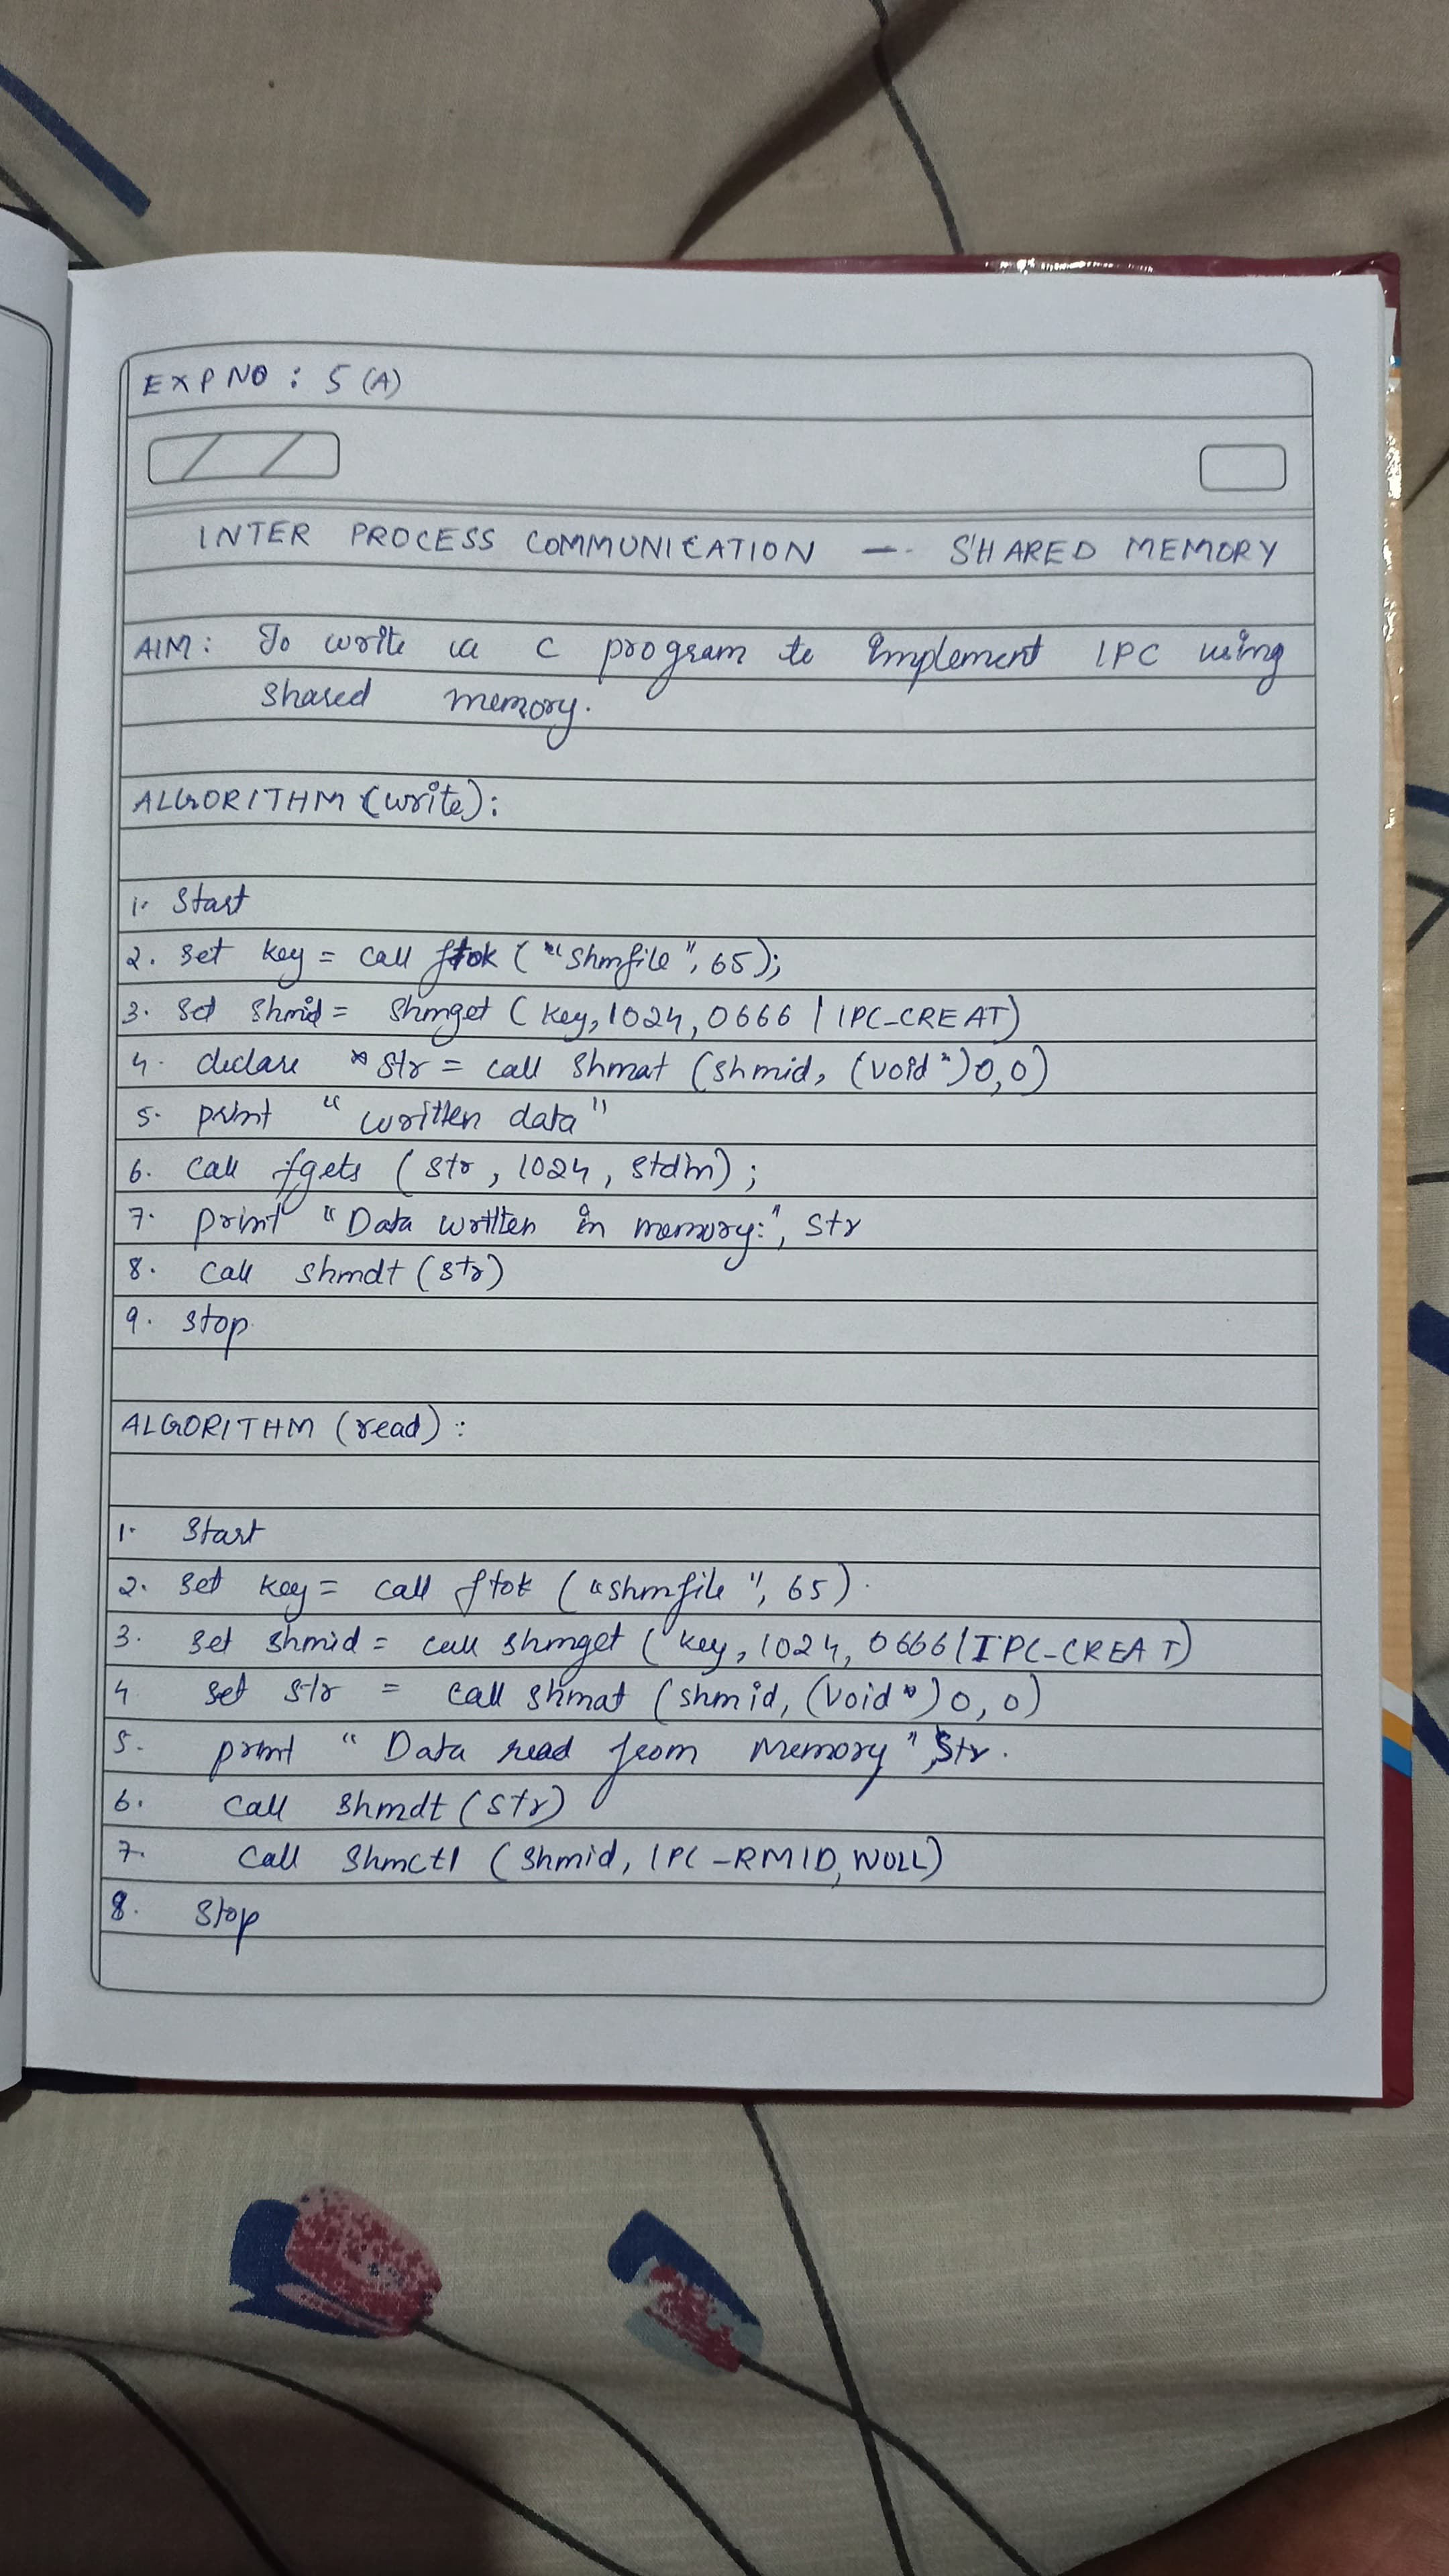 EXP NO : 5 (A)
INTER PROCESS COMMUNICATION — SHARED MEMORY
AIM: To write a C program to implement IPC using
shared memory.
ALGORITHM (write):
1. Start
2. set key = call ftok ("shmfile", 65);
3. set shmid = shmget (key, 1024, 0666 | IPC_CREAT)
4. declare *str = call shmat (shmid, (void*)0,0)
5. print "written data"
6. call fgets (str, 1024, stdin);
7. print "Data written in memory:", str
8. call shmdt (str)
9. stop.
ALGORITHM (read) :
1. Start
2. set key = call ftok ("shmfile", 65).
3. set shmid = call shmget (key, 1024, 0666 | IPC_CREAT)
4 set str = call shmat (shmid, (void*)0, 0)
5. print "Data read from memory", str.
6. call shmdt (str)
7. call shmctl (shmid, IPC_RMID, NULL)
8. Stop